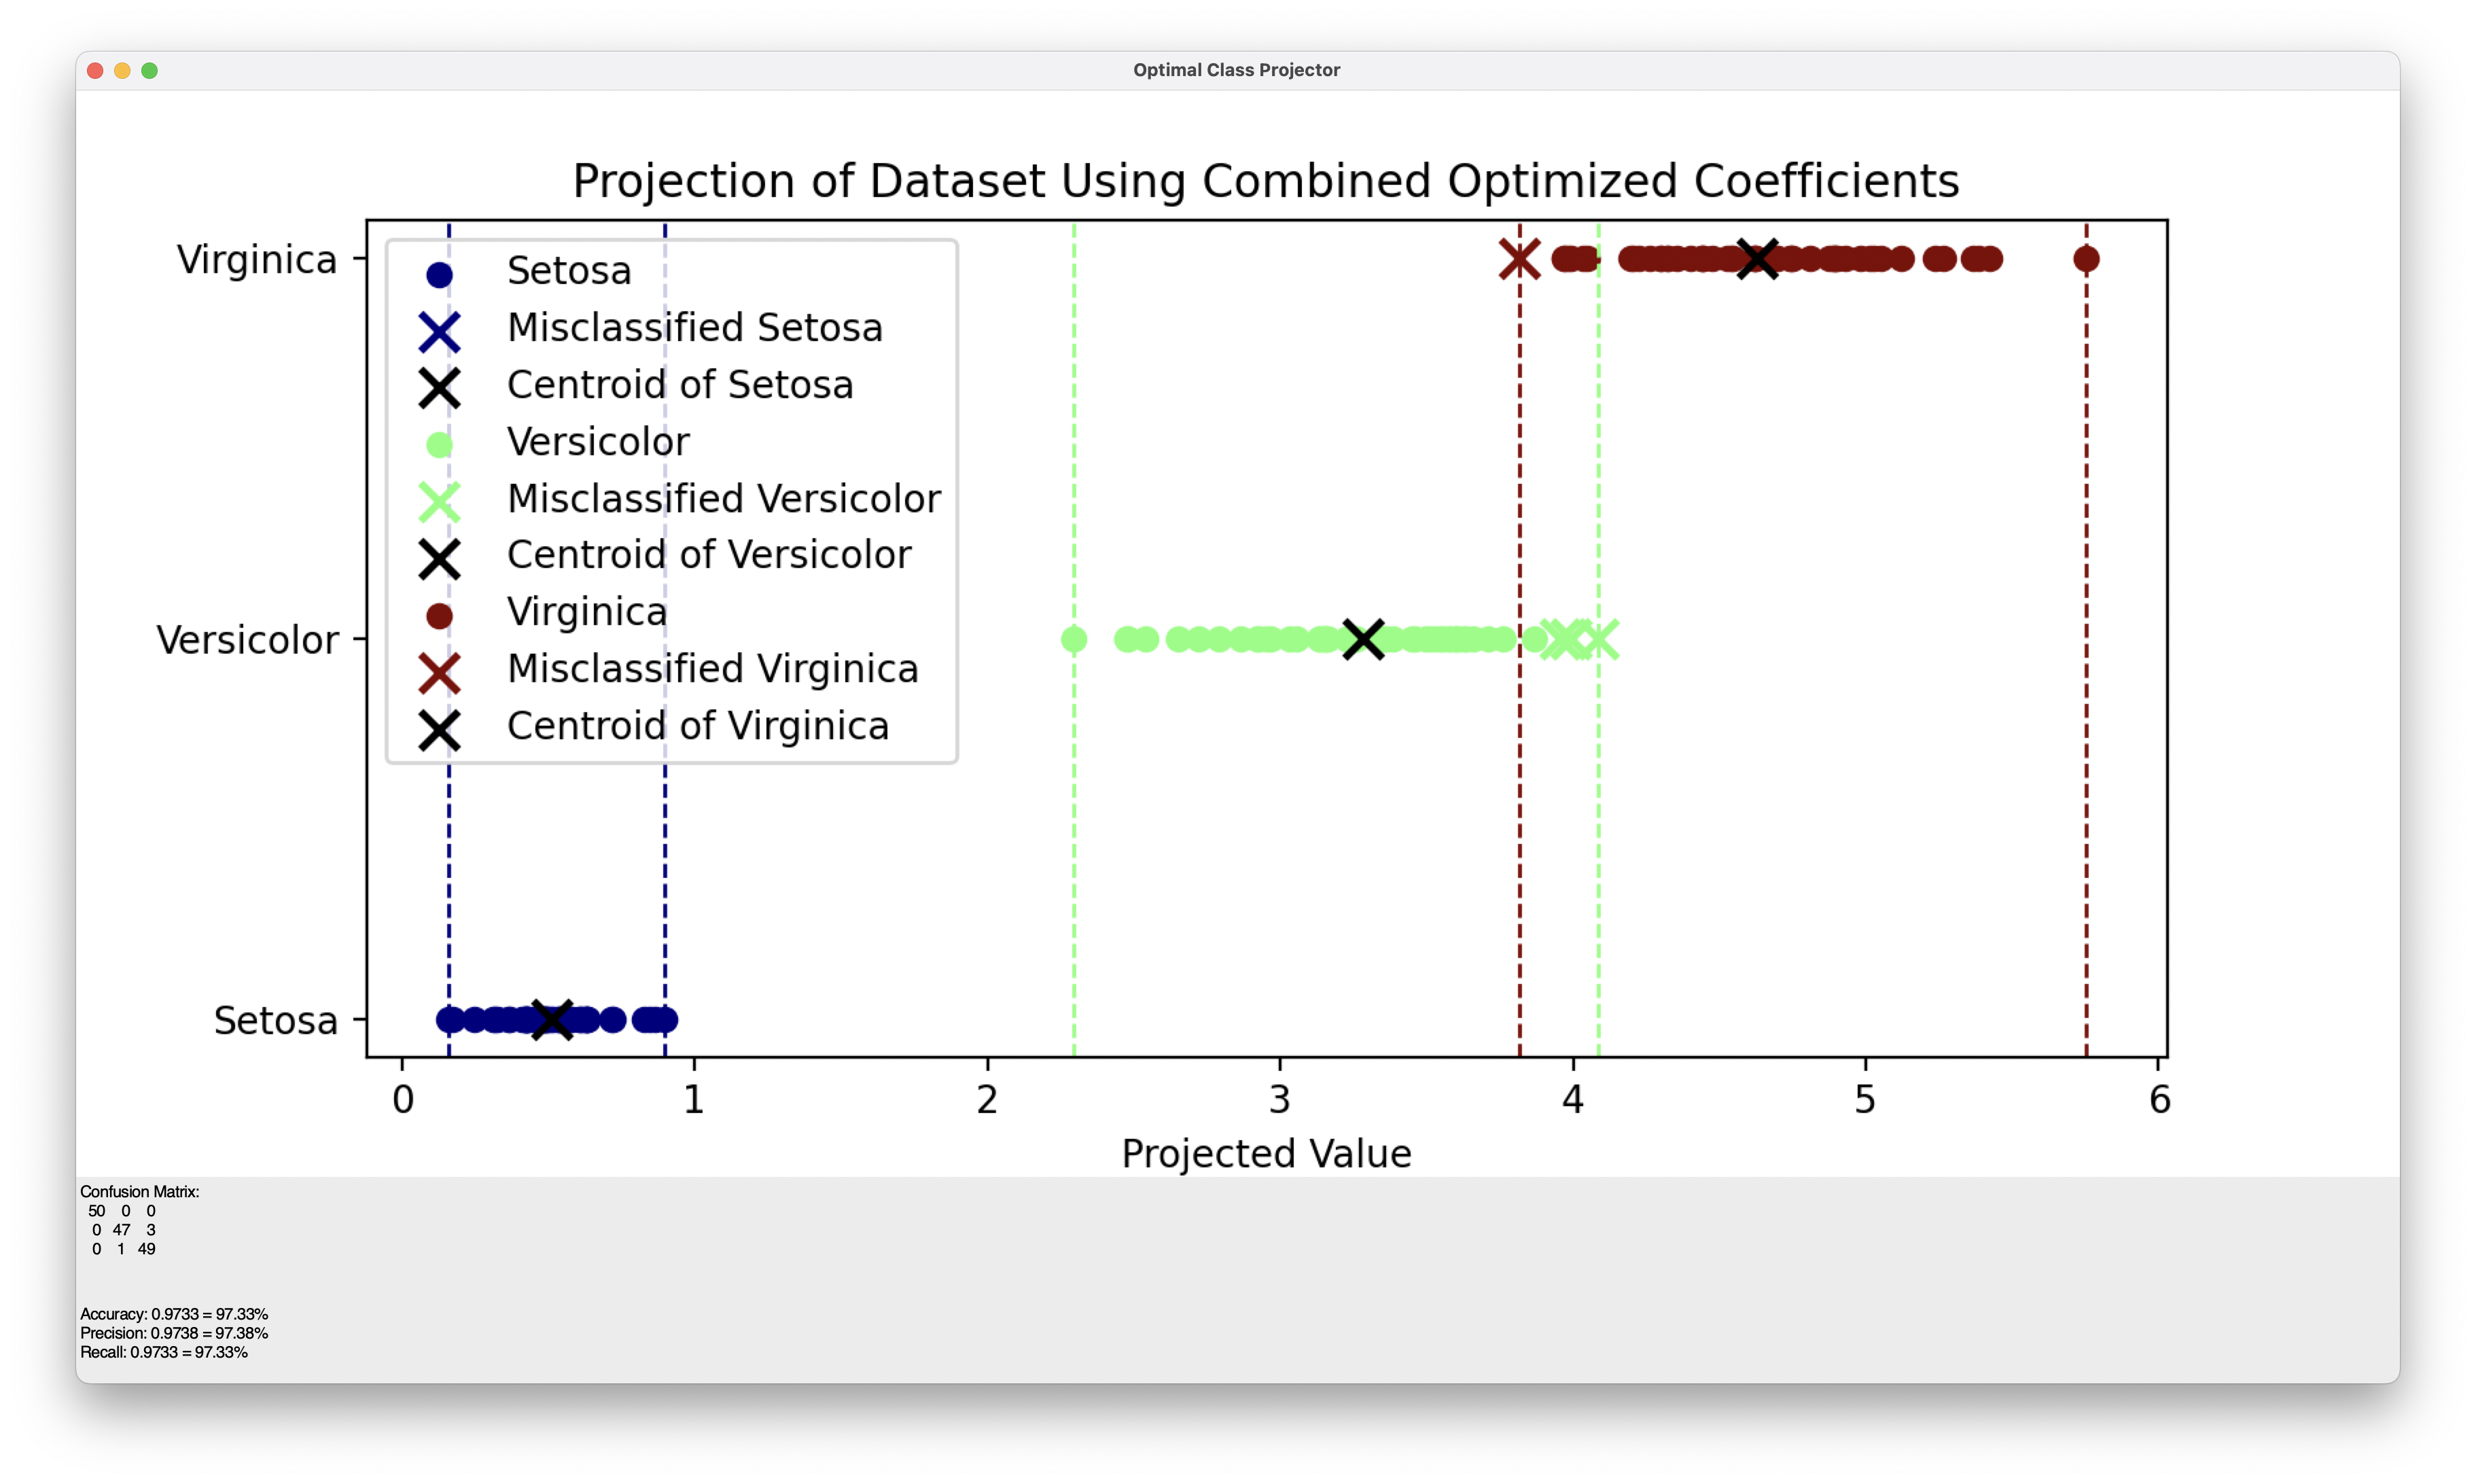 Optimal Class Projector
Projection of Dataset Using Combined Optimized Coefficients
Virginica
Versicolor
Setosa
Setosa
Misclassified Setosa
Centroid of Setosa
Versicolor
Misclassified Versicolor
Centroid of Versicolor
Virginica
Misclassified Virginica
Centroid of Virginica
0 1 2 3 4 5 6
Projected Value
Confusion Matrix:
50 0 0
0 47 3
0 1 49
Accuracy: 0.9733 = 97.33%
Precision: 0.9738 = 97.38%
Recall: 0.9733 = 97.33%